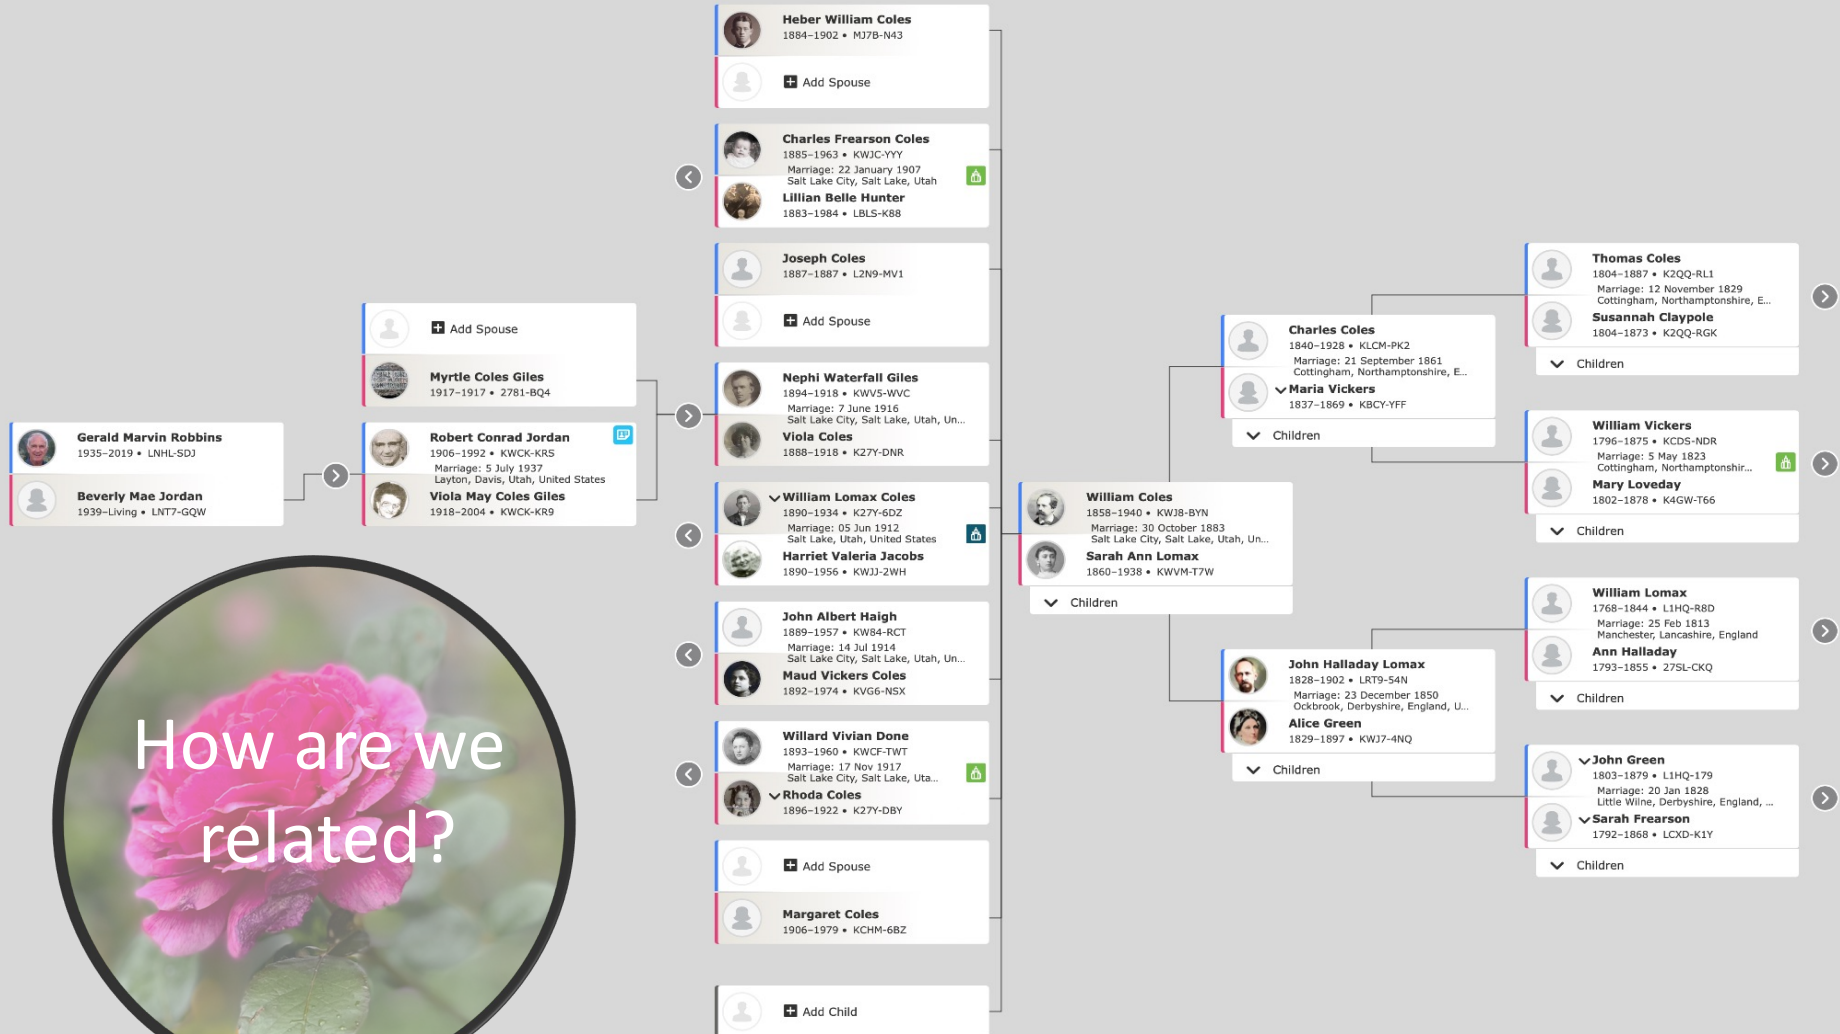 Gerald Marvin Robbins
1935–2019 • LNHL-SDJ
Beverly Mae Jordan
1939–Living • LNT7-GQW
Add Spouse
Myrtle Coles Giles
1917–1917 • 2781-BQ4
Robert Conrad Jordan
1906–1992 • KWCK-KRS
Marriage: 5 July 1937
Layton, Davis, Utah, United States
Viola May Coles Giles
1918–2004 • KWCK-KR9
Heber William Coles
1884–1902 • MJ7B-N43
Add Spouse
Charles Frearson Coles
1885–1963 • KWJC-YYY
Marriage: 22 January 1907
Salt Lake City, Salt Lake, Utah
Lillian Belle Hunter
1883–1984 • LBLS-K88
Joseph Coles
1887–1887 • L2N9-MV1
Add Spouse
Nephi Waterfall Giles
1894–1918 • KWV5-WVC
Marriage: 7 June 1916
Salt Lake City, Salt Lake, Utah, Un...
Viola Coles
1888–1918 • K27Y-DNR
William Lomax Coles
1890–1934 • K27Y-6DZ
Marriage: 05 Jun 1912
Salt Lake, Utah, United States
Harriet Valeria Jacobs
1890–1956 • KWJJ-2WH
John Albert Haigh
1889–1957 • KW84-RCT
Marriage: 14 Jul 1914
Salt Lake City, Salt Lake, Utah, Un...
Maud Vickers Coles
1892–1974 • KVG6-NSX
Willard Vivian Done
1893–1960 • KWCF-TWT
Marriage: 17 Nov 1917
Salt Lake City, Salt Lake, Uta...
Rhoda Coles
1896–1922 • K27Y-DBY
Add Spouse
Margaret Coles
1906–1979 • KCHM-6BZ
Add Child
William Coles
1858–1940 • KWJ8-BYN
Marriage: 30 October 1883
Salt Lake City, Salt Lake, Utah, Un...
Sarah Ann Lomax
1860–1938 • KWVM-T7W
Children
Charles Coles
1840–1928 • KLCM-PK2
Marriage: 21 September 1861
Cottingham, Northamptonshire, E...
Maria Vickers
1837–1869 • KBCY-YFF
Children
John Halladay Lomax
1828–1902 • LRT9-54N
Marriage: 23 December 1850
Ockbrook, Derbyshire, England, U...
Alice Green
1829–1897 • KWJ7-4NQ
Children
Thomas Coles
1804–1887 • K2QQ-RL1
Marriage: 12 November 1829
Cottingham, Northamptonshire, E...
Susannah Claypole
1804–1873 • K2QQ-RGK
Children
William Vickers
1796–1875 • KCDS-NDR
Marriage: 5 May 1823
Cottingham, Northamptonshir...
Mary Loveday
1802–1878 • K4GW-T66
Children
William Lomax
1768–1844 • L1HQ-R8D
Marriage: 25 Feb 1813
Manchester, Lancashire, England
Ann Halladay
1793–1855 • 27SL-CKQ
Children
John Green
1803–1879 • L1HQ-179
Marriage: 20 Jan 1828
Little Wilne, Derbyshire, England, ...
Sarah Frearson
1792–1868 • LCXD-K1Y
Children
How are we
related?